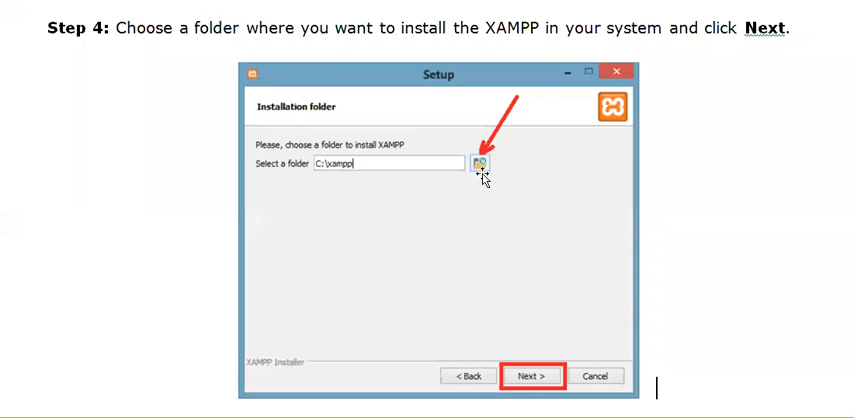 Step 4: Choose a folder where you want to install the XAMPP in your system and click Next.
Setup
Installation folder
Please, choose a folder to install XAMPP
Select a folder C:\xampp
XAMPP Installer
< Back Next > Cancel